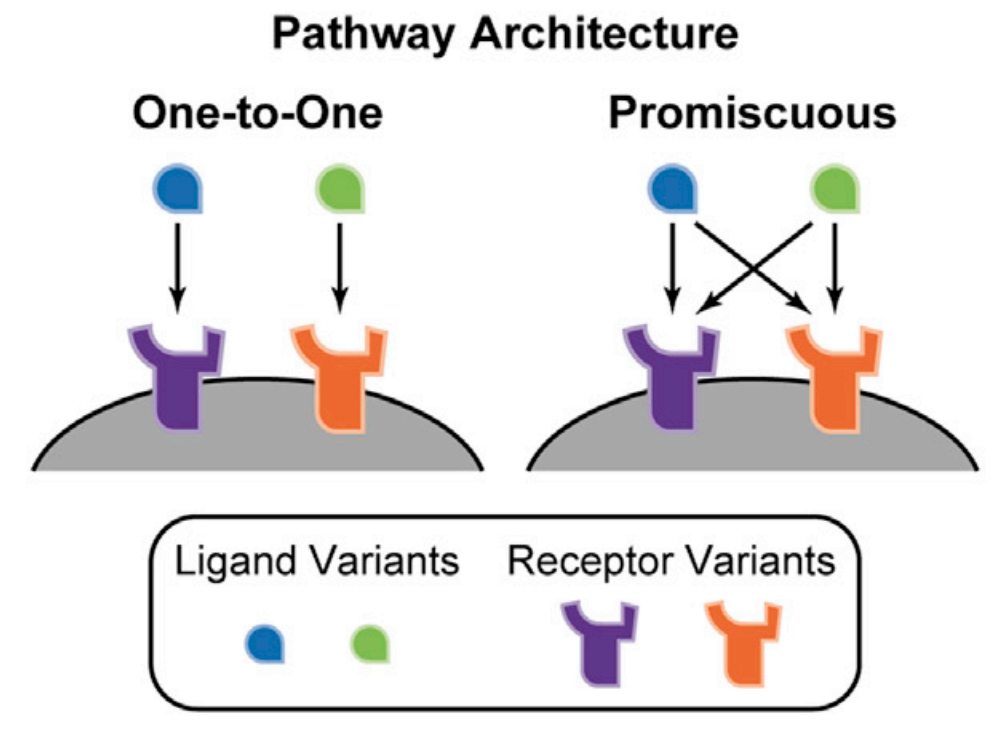 Pathway Architecture
One-to-One
Promiscuous
Ligand Variants
Receptor Variants